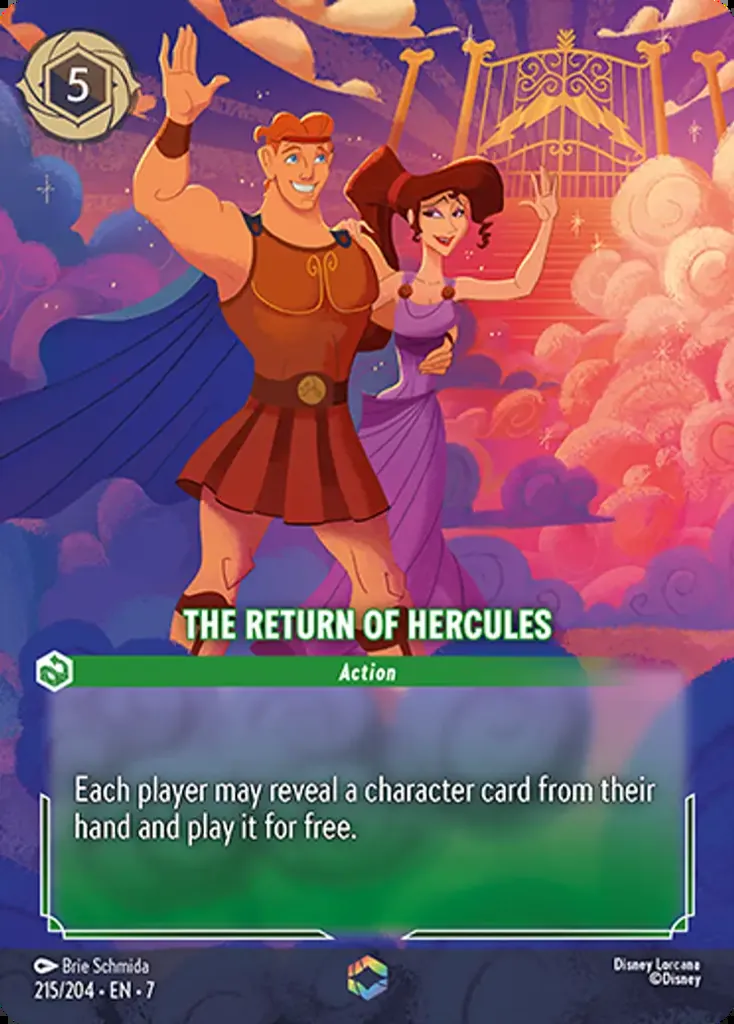 5
THE RETURN OF HERCULES
Action
Each player may reveal a character card from their
hand and play it for free.
Brie Schmida
Disney Lorcana
215/204 • EN • 7
©Disney